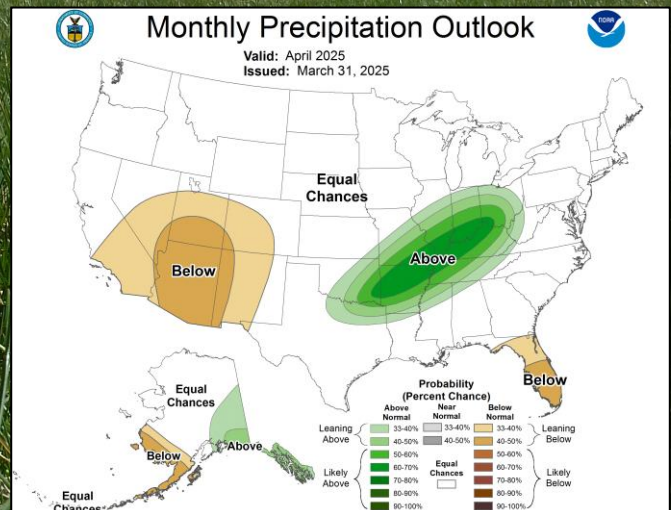 Monthly Precipitation Outlook
NOAA
Valid: April 2025
Issued: March 31, 2025
Equal
Chances
Above
Below
Below
Equal
Chances
Above
Below
Equal
Chances
Probability
(Percent Chance)
Above
Normal
Near
Normal
Below
Normal
Leaning
Above
33-40% 33-40% 33-40%
40-50% 40-50% 40-50%
Leaning
Below
Likely
Above
50-60% 50-60%
60-70% Equal
Chances 60-70%
70-80% 70-80%
80-90% 80-90%
90-100% 90-100%
Likely
Below